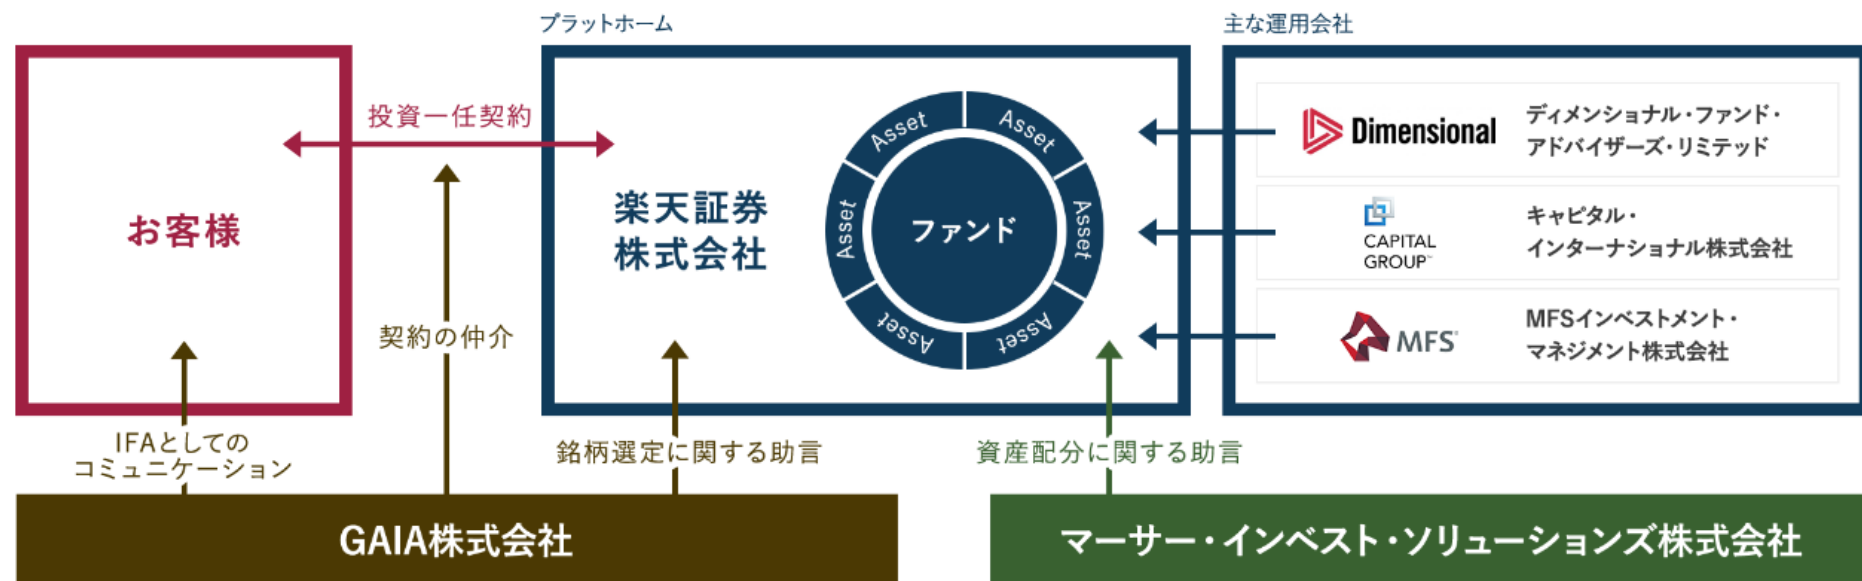 プラットホーム
主な運用会社
投資一任契約
お客様
楽天証券
株式会社
Asset
Asset
Asset
Asset
Asset
Asset
ファンド
Dimensional
ディメンショナル・ファンド・
アドバイザーズ・リミテッド
CAPITAL
GROUP™
キャピタル・
インターナショナル株式会社
MFS®
MFSインベストメント・
マネジメント株式会社
契約の仲介
IFAとしての
コミュニケーション
銘柄選定に関する助言
資産配分に関する助言
GAIA株式会社
マーサー・インベスト・ソリューションズ株式会社